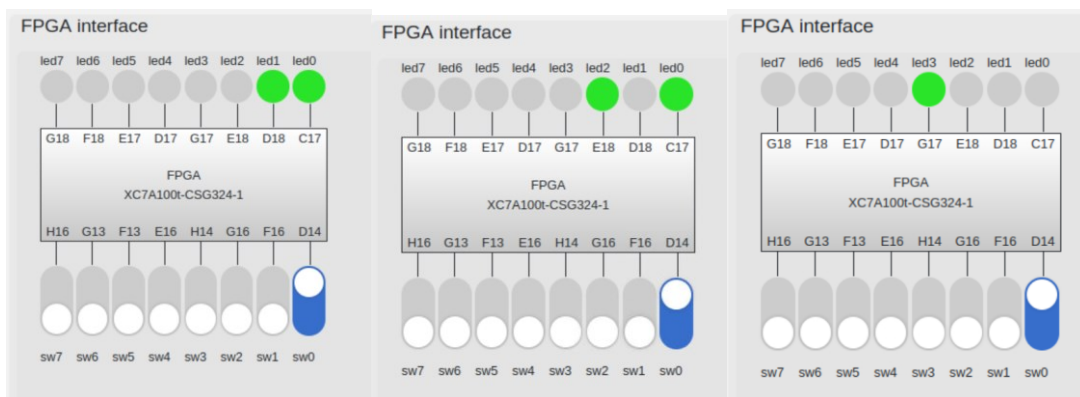 FPGA interface
led7 led6 led5 led4 led3 led2 led1 led0
G18 F18 E17 D17 G17 E18 D18 C17
FPGA
XC7A100t-CSG324-1
H16 G13 F13 E16 H14 G16 F16 D14
sw7 sw6 sw5 sw4 sw3 sw2 sw1 sw0
FPGA interface
led7 led6 led5 led4 led3 led2 led1 led0
G18 F18 E17 D17 G17 E18 D18 C17
FPGA
XC7A100t-CSG324-1
H16 G13 F13 E16 H14 G16 F16 D14
sw7 sw6 sw5 sw4 sw3 sw2 sw1 sw0
FPGA interface
led7 led6 led5 led4 led3 led2 led1 led0
G18 F18 E17 D17 G17 E18 D18 C17
FPGA
XC7A100t-CSG324-1
H16 G13 F13 E16 H14 G16 F16 D14
sw7 sw6 sw5 sw4 sw3 sw2 sw1 sw0